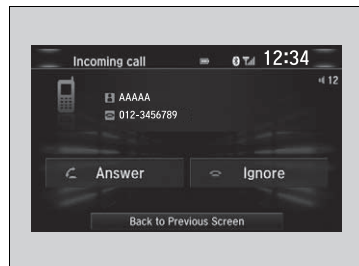 Incoming call 12:34
12
AAAAA
012-3456789
Answer Ignore
Back to Previous Screen